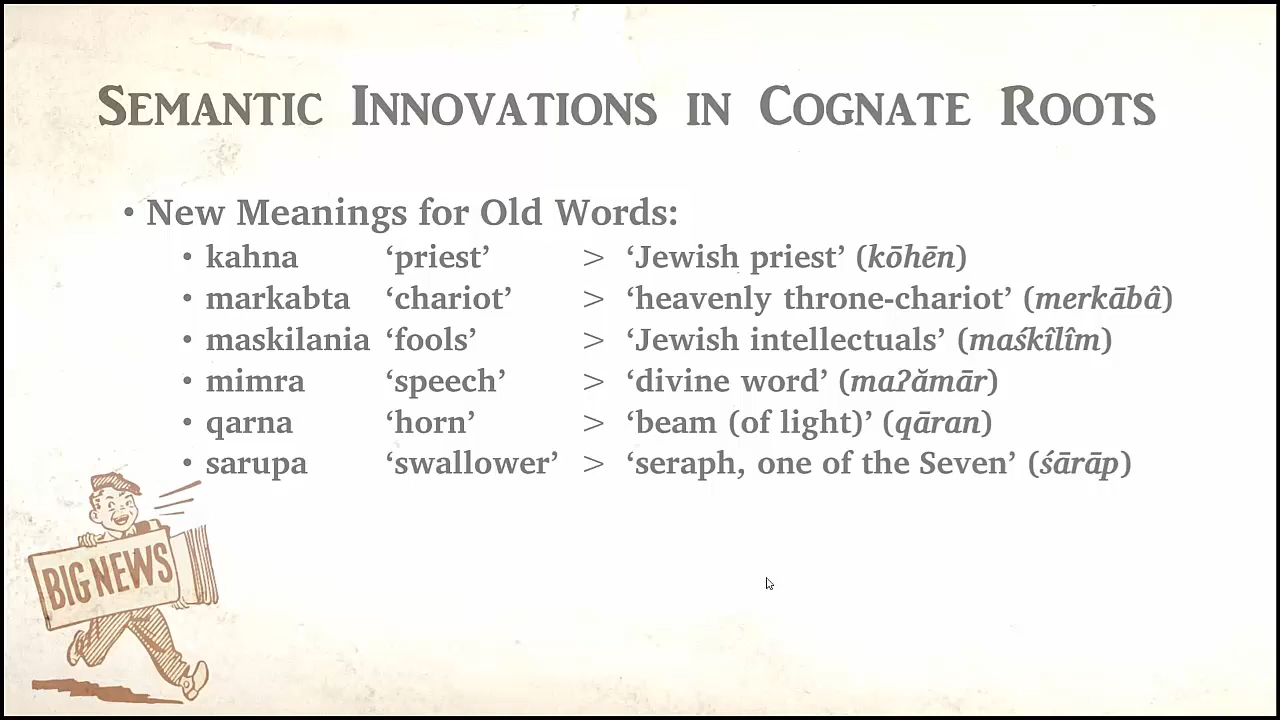 Semantic Innovations in Cognate Roots
• New Meanings for Old Words:
• kahna ‘priest’ > ‘Jewish priest’ (kōhēn)
• markabta ‘chariot’ > ‘heavenly throne-chariot’ (merkābâ)
• maskilania ‘fools’ > ‘Jewish intellectuals’ (maśkîlîm)
• mimra ‘speech’ > ‘divine word’ (maʔămār)
• qarna ‘horn’ > ‘beam (of light)’ (qāran)
• sarupa ‘swallower’ > ‘seraph, one of the Seven’ (śārāp)
BIG NEWS